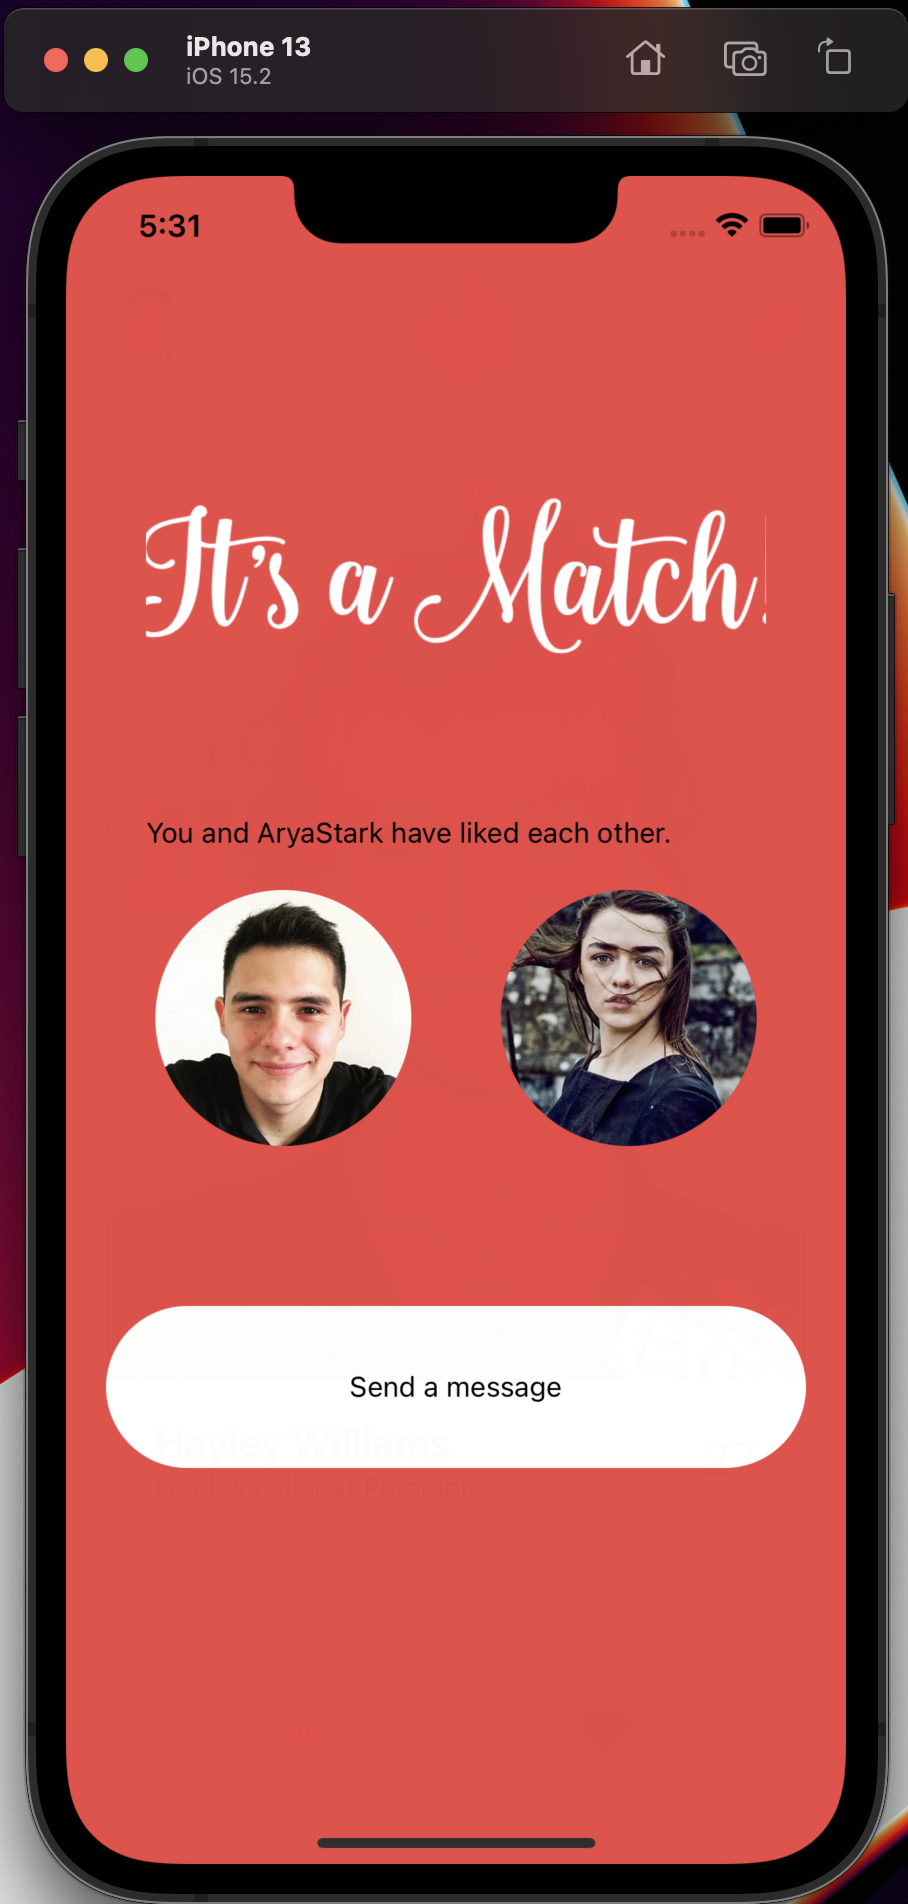 iPhone 13
iOS 15.2
5:31
It's a Match!
You and AryaStark have liked each other.
Send a message
Hayley Williams
27
Lead vocalist at Paramore